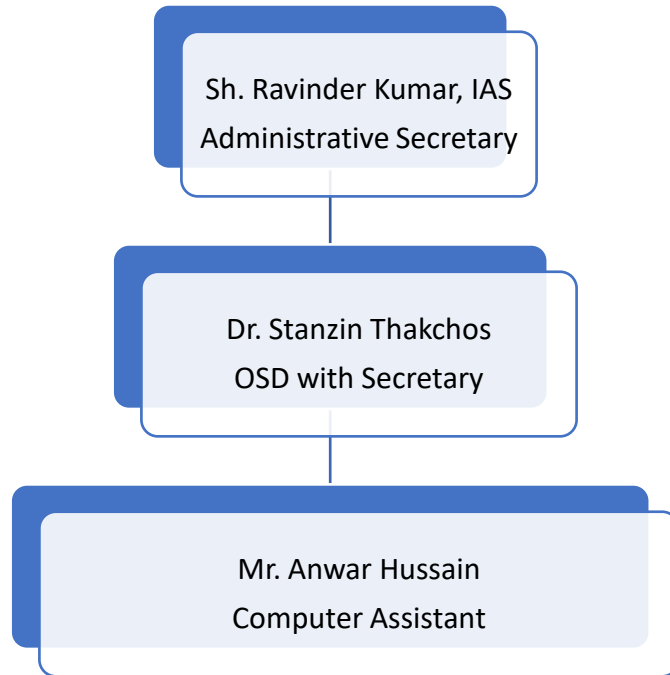 Sh. Ravinder Kumar, IAS
Administrative Secretary
Dr. Stanzin Thakchos
OSD with Secretary
Mr. Anwar Hussain
Computer Assistant